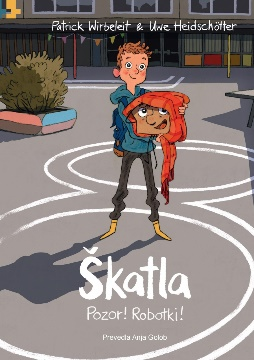 Patrick Wirbeleit & Uwe Heidschötter
Škatla
Pozor! Robotki!
Prevedla Anja Golob